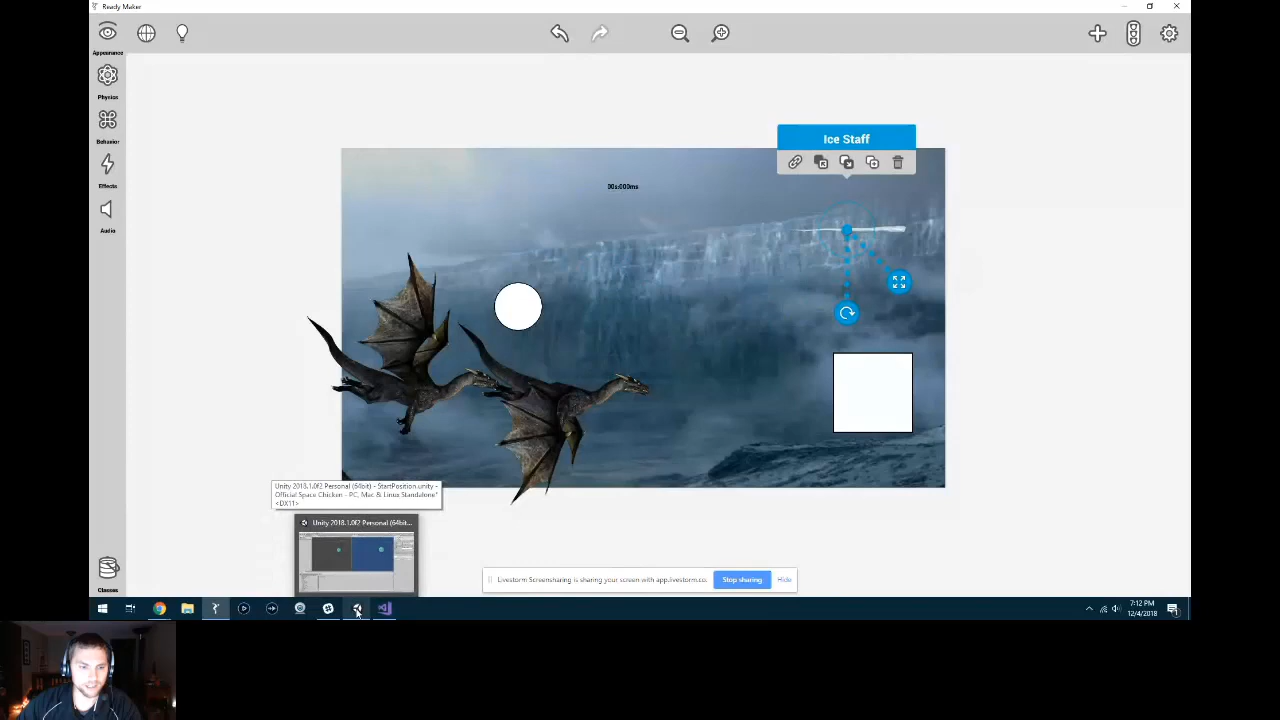 Ready Maker
Appearance
Physics
Behavior
Effects
Audio
Ice Staff
00s:000ms
Unity 2018.1.0f2 Personal (64bit) - StartPosition.unity -
Official Space Chicken - PC, Mac & Linux Standalone*
<DX11>
Unity 2018.1.0f2 Personal (64bit...
Livestorm Screensharing is sharing your screen with app.livestorm.co.
Stop sharing
Hide
Classes
7:12 PM
12/4/2018